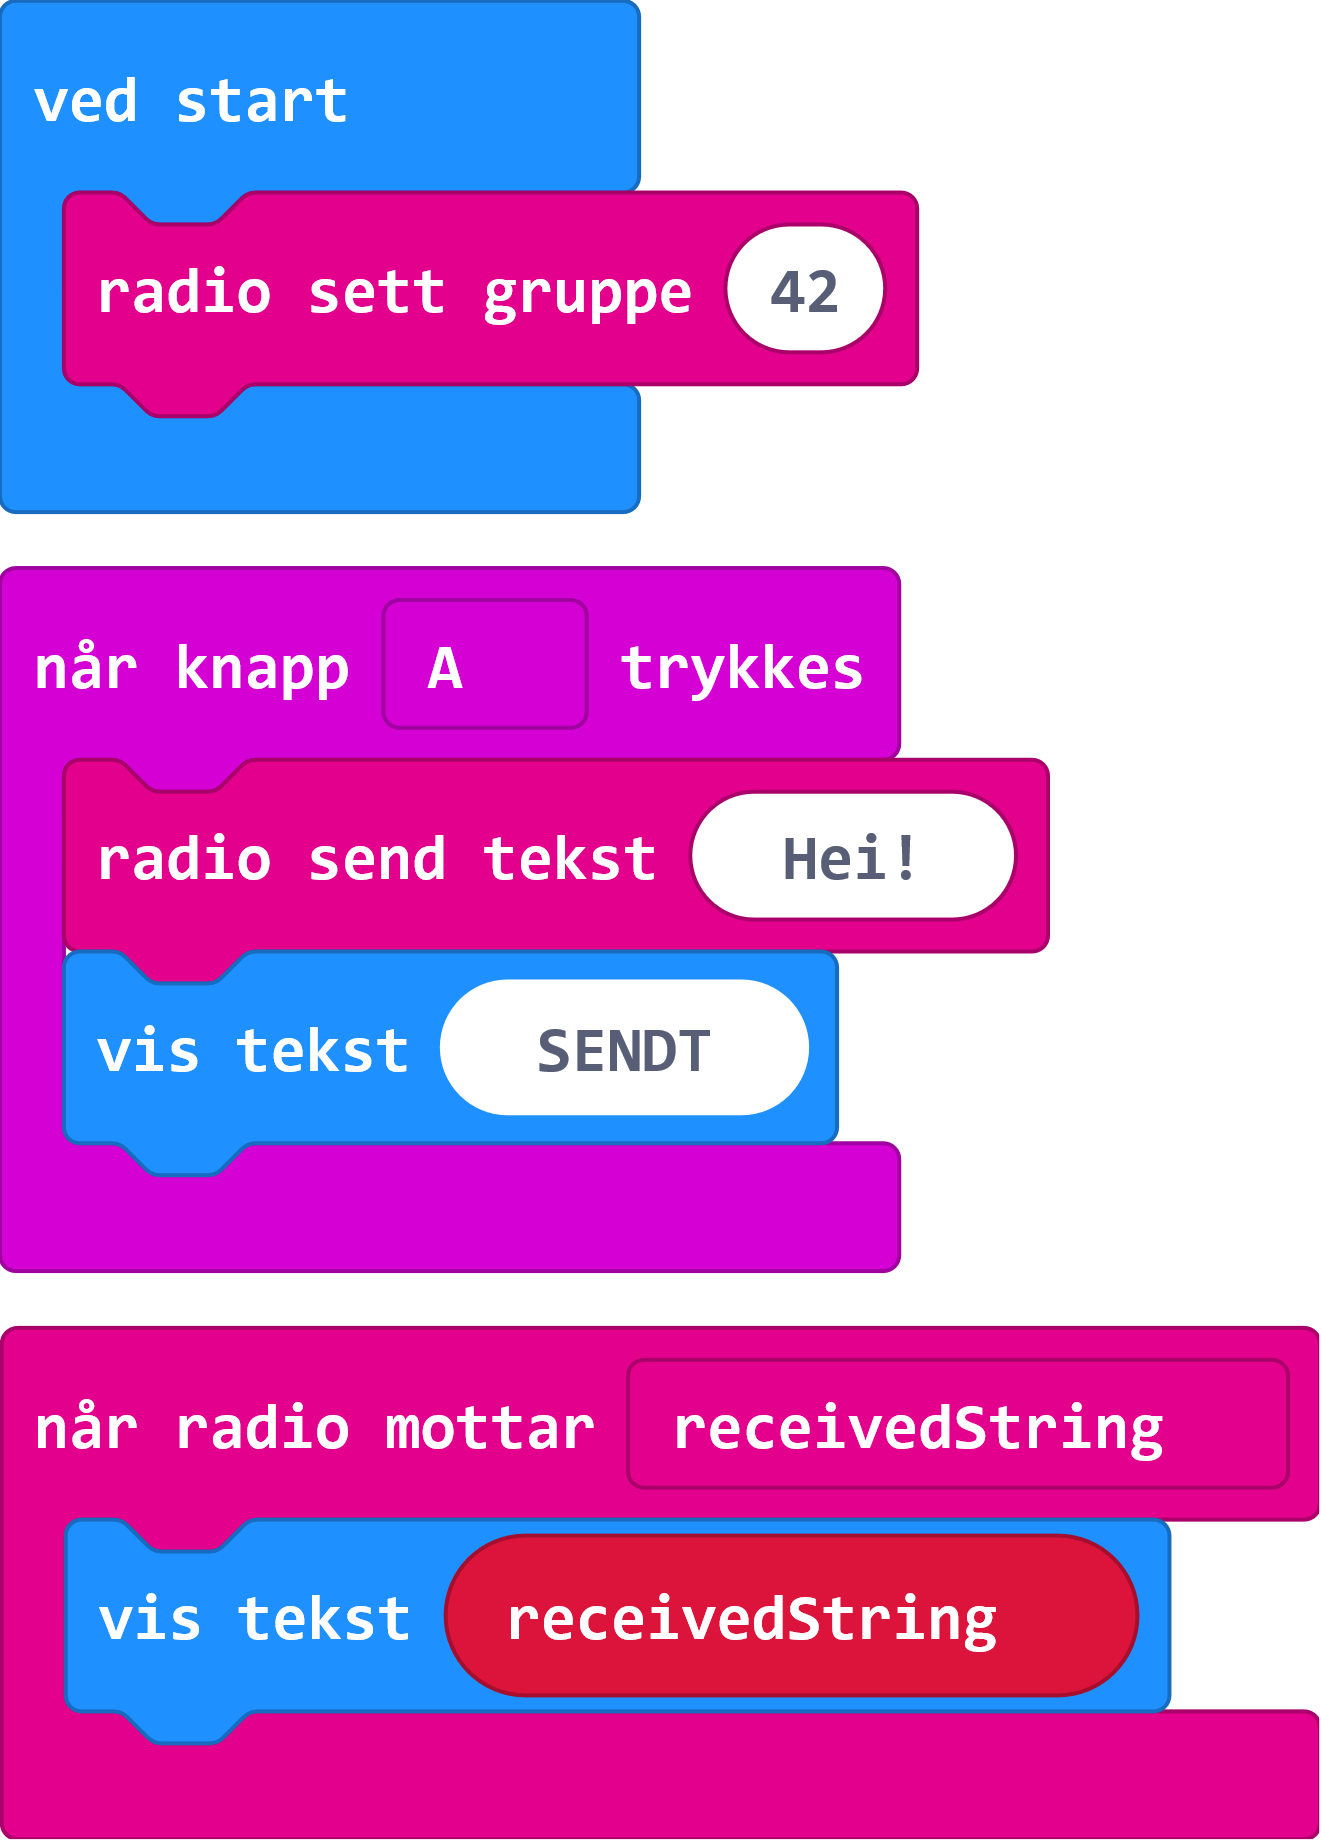 ved start
radio sett gruppe 42
når knapp A trykkes
radio send tekst Hei!
vis tekst SENDT
når radio mottar receivedString
vis tekst receivedString